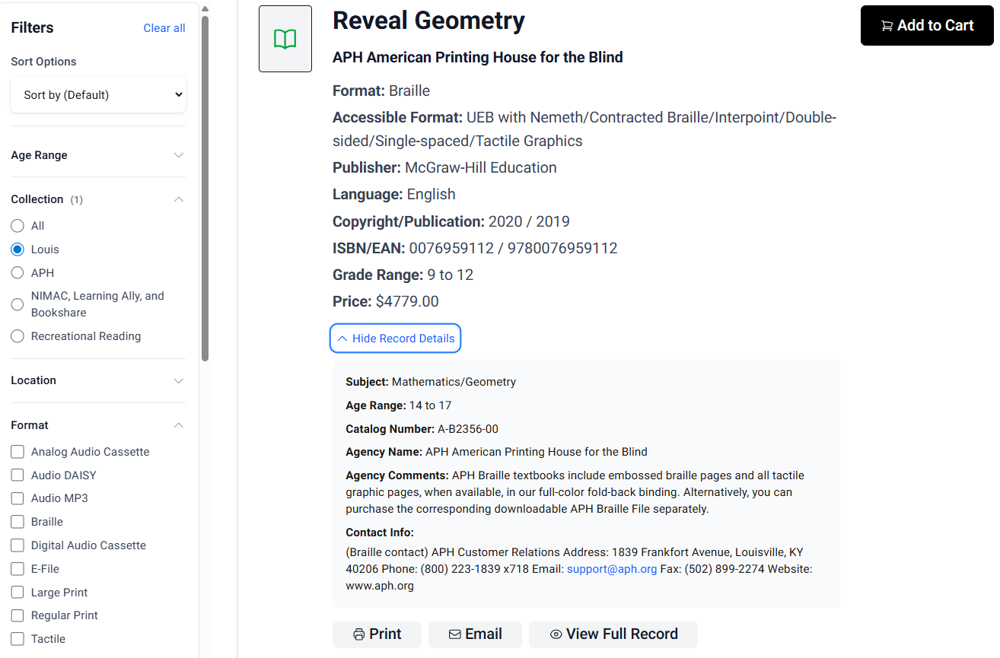 Filters
Clear all
Sort Options
Sort by (Default)
Age Range
Collection (1)
All
Louis
APH
NIMAC, Learning Ally, and
Bookshare
Recreational Reading
Location
Format
Analog Audio Cassette
Audio DAISY
Audio MP3
Braille
Digital Audio Cassette
E-File
Large Print
Regular Print
Tactile
Reveal Geometry
Add to Cart
APH American Printing House for the Blind
Format: Braille
Accessible Format: UEB with Nemeth/Contracted Braille/Interpoint/Double-
sided/Single-spaced/Tactile Graphics
Publisher: McGraw-Hill Education
Language: English
Copyright/Publication: 2020 / 2019
ISBN/EAN: 0076959112 / 9780076959112
Grade Range: 9 to 12
Price: $4779.00
Hide Record Details
Subject: Mathematics/Geometry
Age Range: 14 to 17
Catalog Number: A-B2356-00
Agency Name: APH American Printing House for the Blind
Agency Comments: APH Braille textbooks include embossed braille pages and all tactile
graphic pages, when available, in our full-color fold-back binding. Alternatively, you can
purchase the corresponding downloadable APH Braille File separately.
Contact Info:
(Braille contact) APH Customer Relations Address: 1839 Frankfort Avenue, Louisville, KY
40206 Phone: (800) 223-1839 x718 Email: support@aph.org Fax: (502) 899-2274 Website:
www.aph.org
Print
Email
View Full Record